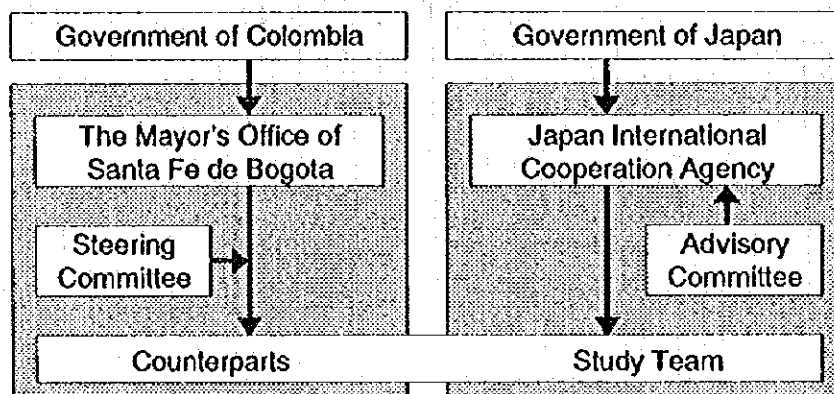 Government of Colombia
Government of Japan
The Mayor's Office of
Santa Fe de Bogota
Japan International
Cooperation Agency
Steering
Committee
Advisory
Committee
Counterparts
Study Team